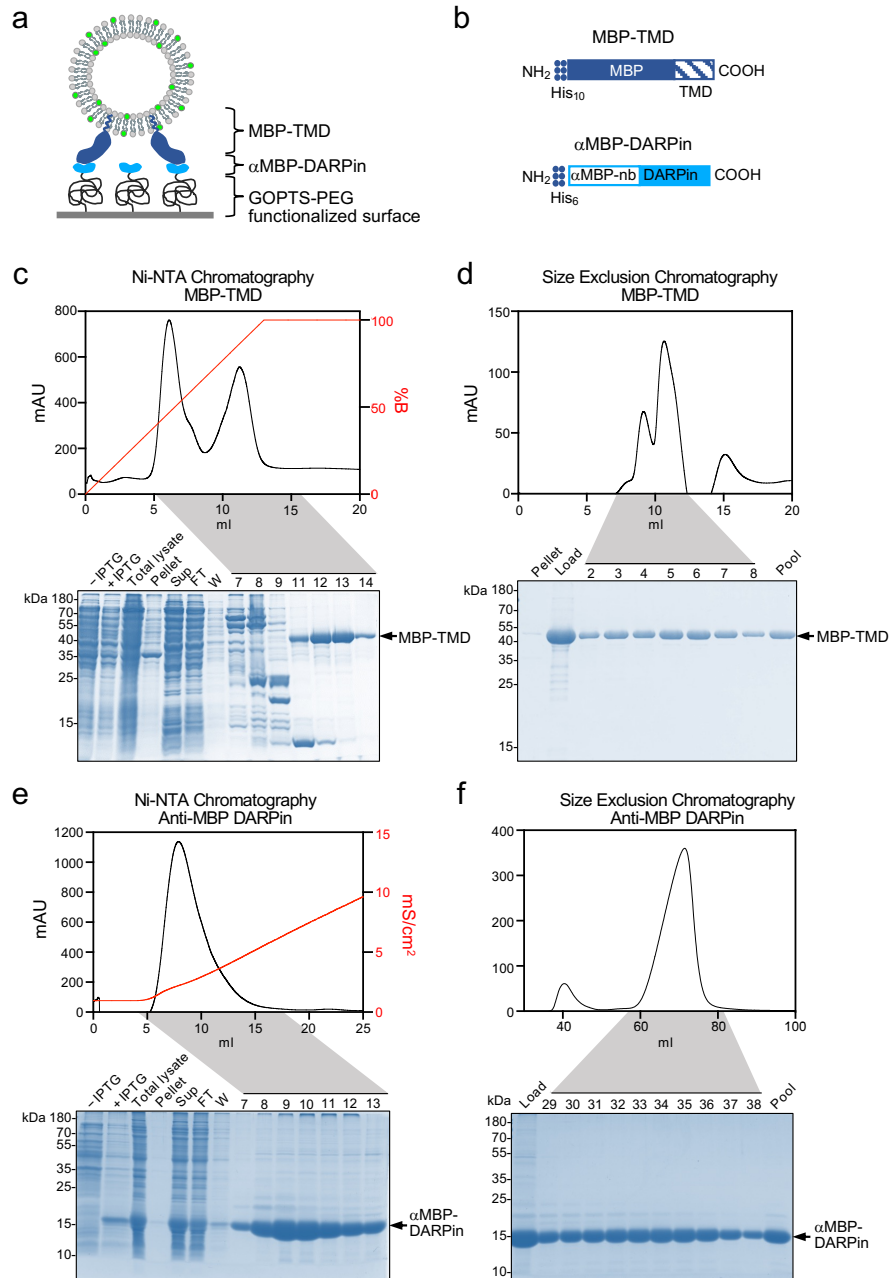 a
MBP-TMD
αMBP-DARPin
GOPTS-PEG
functionalized surface
b
MBP-TMD
NH2 MBP COOH
His10 TMD
αMBP-DARPin
NH2 αMBP-nb DARPin COOH
His6
c
Ni-NTA Chromatography
MBP-TMD
800
600
400
200
0
mAU
100
50
0
%B
0 5 10 15 20
ml
– IPTG + IPTG Total lysate Pellet Sup FT W 7 8 9 11 12 13 14
kDa 180
70
55
40
35
25
15
MBP-TMD
d
Size Exclusion Chromatography
MBP-TMD
150
100
50
0
mAU
0 5 10 15 20
ml
Pellet Load 2 3 4 5 6 7 8 Pool
kDa 180
70
55
40
35
25
15
MBP-TMD
e
Ni-NTA Chromatography
Anti-MBP DARPin
1200
1000
800
600
400
200
0
mAU
15
10
5
0
mS/cm2
0 5 10 15 20 25
ml
– IPTG + IPTG Total lysate Pellet Sup FT W 7 8 9 10 11 12 13
kDa 180
70
55
35
25
15
10
αMBP-
DARPin
f
Size Exclusion Chromatography
Anti-MBP DARPin
400
300
200
100
0
mAU
40 60 80 100
ml
Load 29 30 31 32 33 34 35 36 37 38 Pool
kDa
180
70
55
35
25
15
10
αMBP-
DARPin